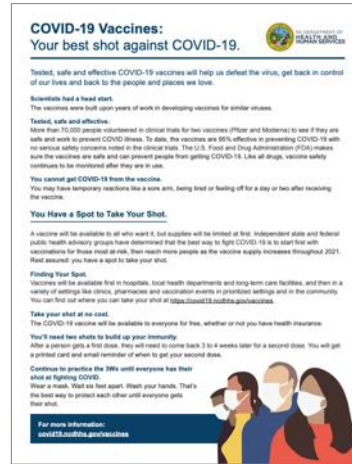 COVID-19 Vaccines:
Your best shot against COVID-19.
NC DEPARTMENT OF
HEALTH AND
HUMAN SERVICES
Tested, safe and effective COVID-19 vaccines will help us defeat the virus, get back in control
of our lives and back to the people and places we love.
Scientists had a head start.
The vaccines were built upon years of work in developing vaccines for similar viruses.
Tested, safe and effective.
More than 70,000 people volunteered in clinical trials for two vaccines (Pfizer and Moderna) to see if they are
safe and work to prevent COVID illness. To date, the vaccines are 95% effective in preventing COVID-19 with
no serious safety concerns noted in the clinical trials. The U.S. Food and Drug Administration (FDA) makes
sure the vaccines are safe and can prevent people from getting COVID-19. Like all drugs, vaccine safety
continues to be monitored after they are in use.
You cannot get COVID-19 from the vaccine.
You may have temporary reactions like a sore arm, being tired or feeling off for a day or two after receiving
the vaccine.
You Have a Spot to Take Your Shot.
A vaccine will be available to all who want it, but supplies will be limited at first. Independent state and federal
public health advisory groups have determined that the best way to fight COVID-19 is to start first with
vaccinations for those most at-risk, then reach more people as the vaccine supply increases throughout 2021.
Rest assured: you have a spot to take your shot.
Finding Your Spot.
Vaccines will be available first in hospitals, local health departments and long-term care facilities, and then in a
variety of settings like clinics, pharmacies and vaccination events in prioritized settings and in the community.
You can find out where you can take your shot at https://covid19.ncdhhs.gov/vaccines.
Take your shot at no cost.
The COVID-19 vaccine will be available to everyone for free, whether or not you have health insurance.
You'll need two shots to build up your immunity.
After a person gets a first dose, they will need to come back 3 to 4 weeks later for a second dose. You will get
a printed card and small reminder of when to get your second dose.
Continue to practice the 3Ws until everyone has their
shot at fighting COVID.
Wear a mask. Wait six feet apart. Wash your hands. That's
the best way to protect each other until everyone gets
their shot.
For more information:
covid19.ncdhhs.gov/vaccines